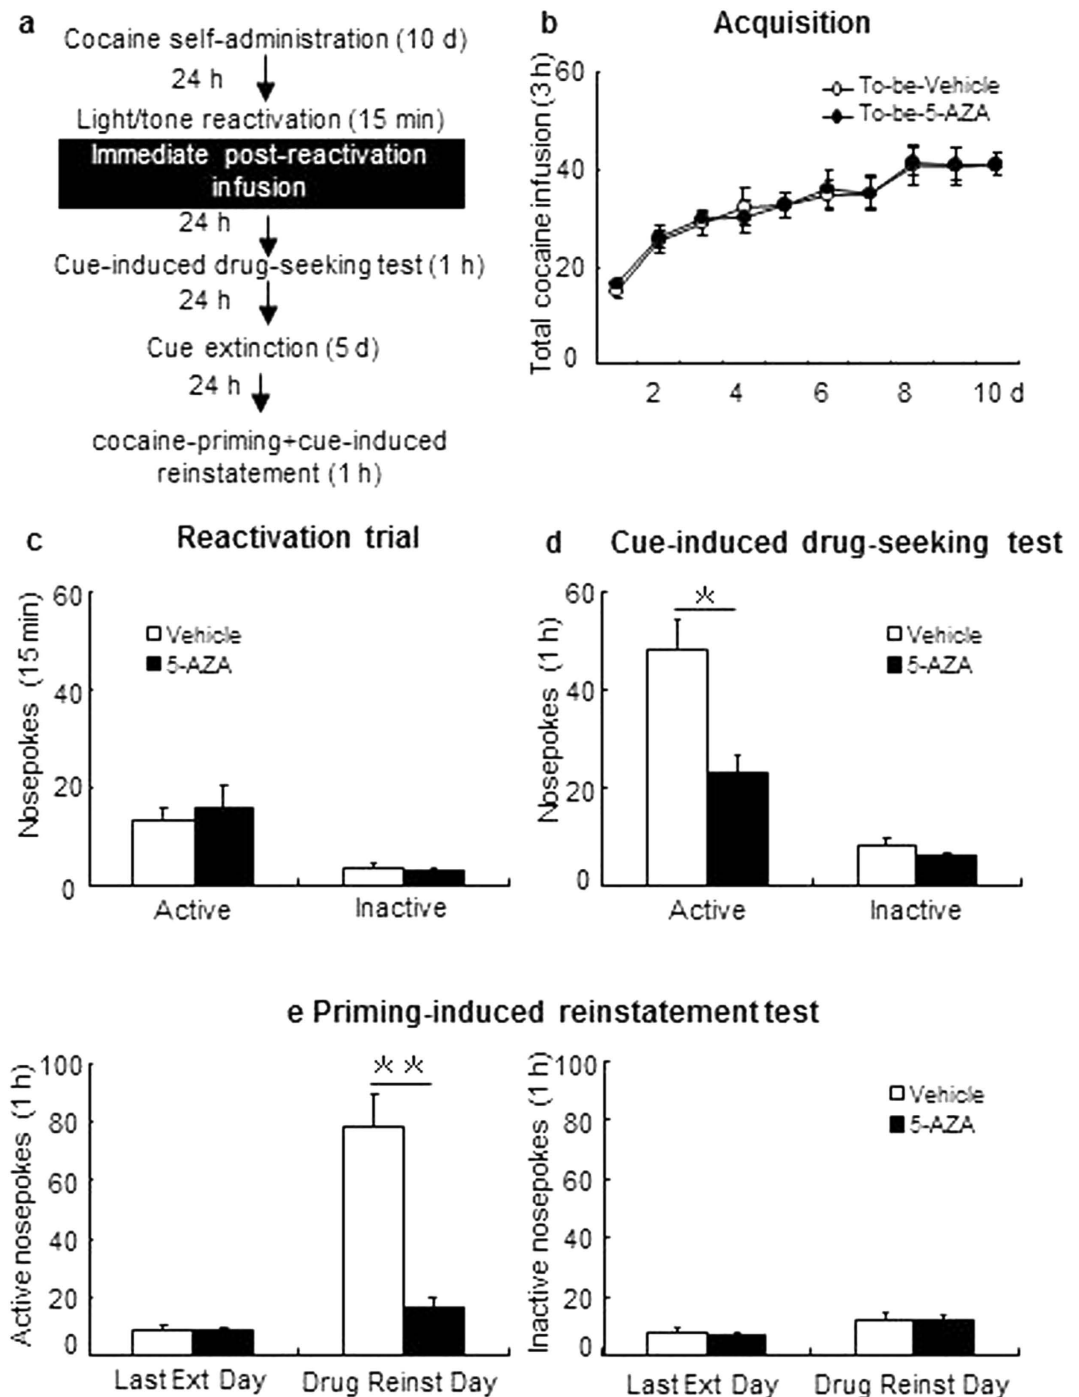 a
Cocaine self-administration (10 d)
24 h
Light/tone reactivation (15 min)
Immediate post-reactivation
infusion
24 h
Cue-induced drug-seeking test (1 h)
24 h
Cue extinction (5 d)
24 h
cocaine-priming+cue-induced
reinstatement (1 h)
b Acquisition
Total cocaine infusion (3 h)
60
40
20
0
To-be-Vehicle
To-be-5-AZA
2 4 6 8 10 d
c Reactivation trial
Nosepokes (15 min)
60
40
20
0
Vehicle
5-AZA
Active Inactive
d Cue-induced drug-seeking test
Nosepokes (1 h)
60
40
20
0
*
Vehicle
5-AZA
Active Inactive
e Priming-induced reinstatement test
Active nosepokes (1 h)
100
80
60
40
20
0
**
Last Ext Day Drug Reinst Day
Inactive nosepokes (1 h)
100
80
60
40
20
0
Vehicle
5-AZA
Last Ext Day Drug Reinst Day